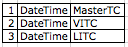 1 DateTime MasterTC
2 DateTime VITC
3 DateTime LITC